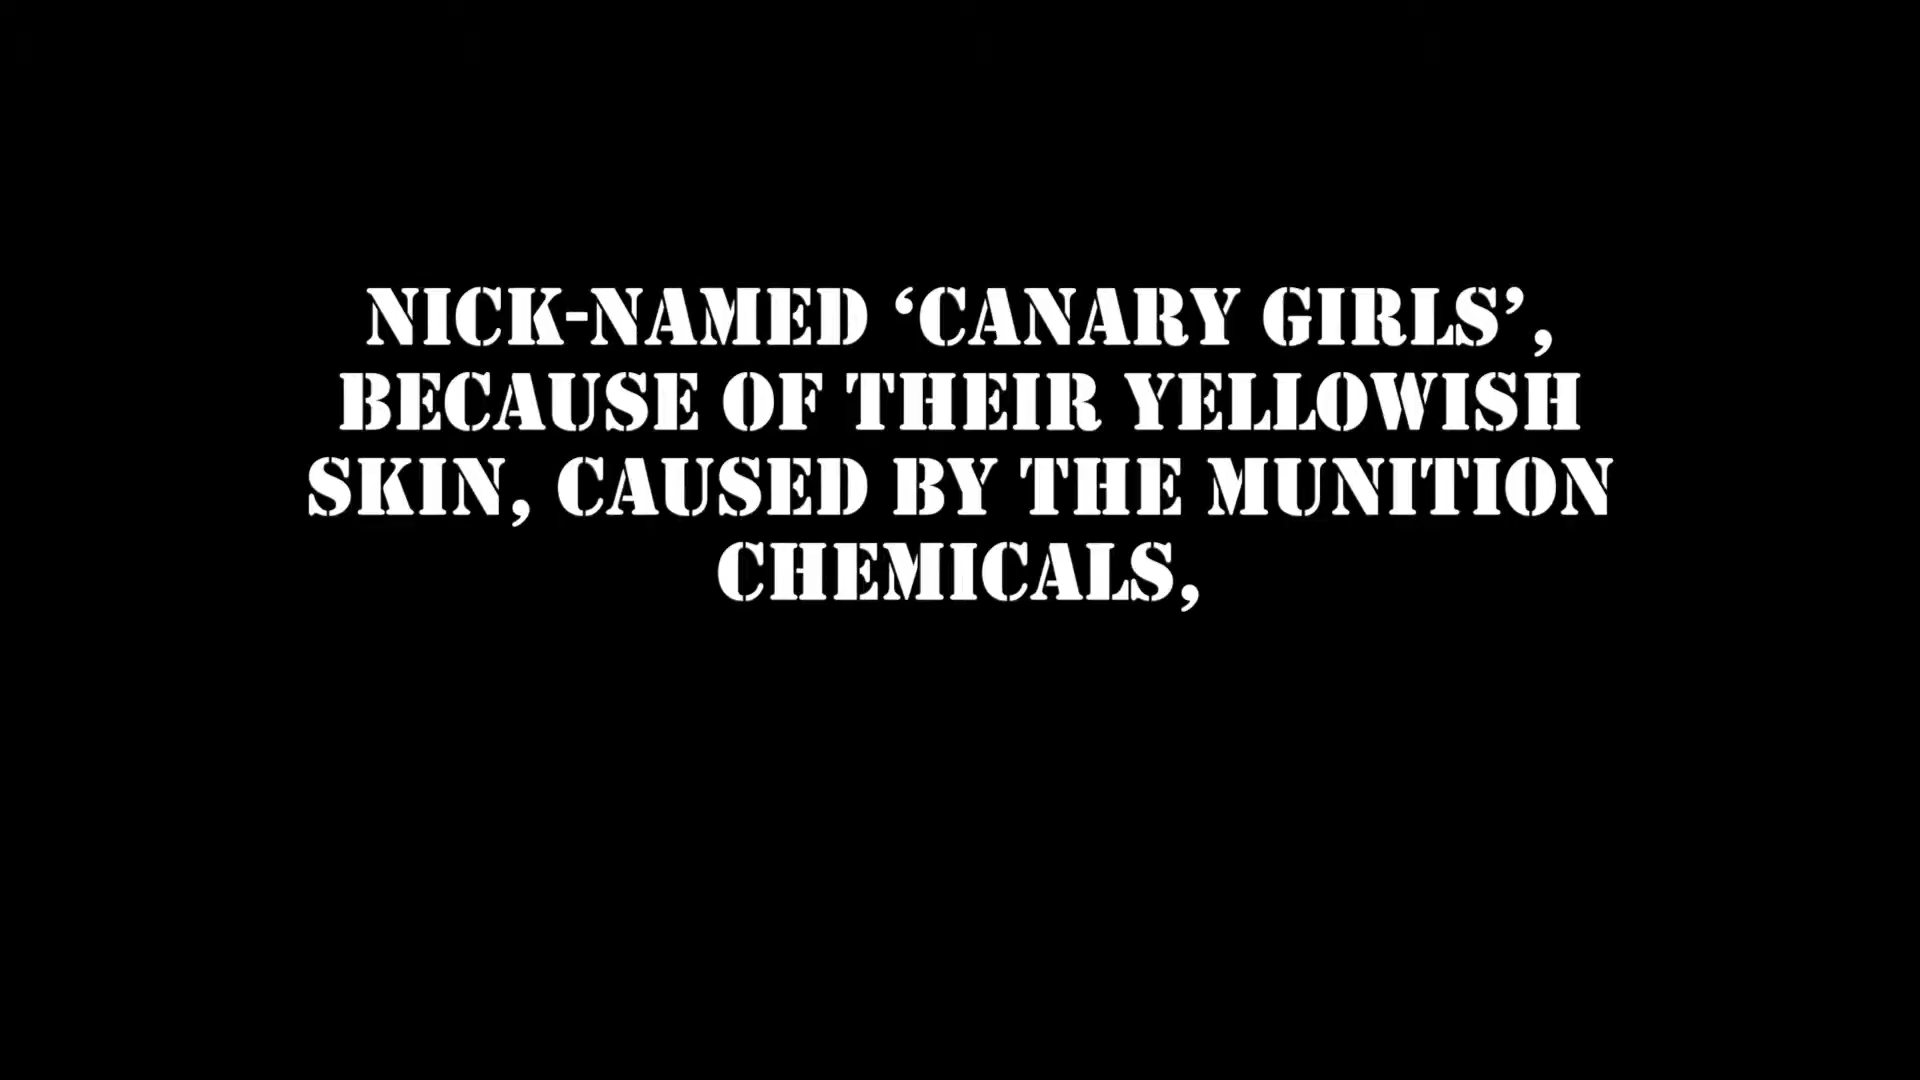 NICK-NAMED ‘CANARY GIRLS’,
BECAUSE OF THEIR YELLOWISH
SKIN, CAUSED BY THE MUNITION
CHEMICALS,